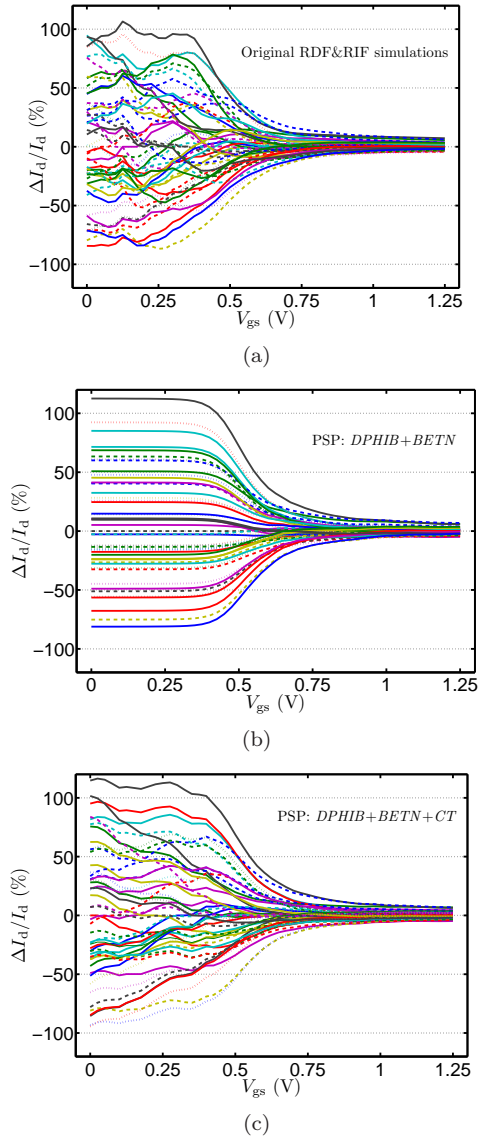 100
50
0
−50
−100
ΔId/Id (%)
Original RDF&RIF simulations
0 0.25 0.5 0.75 1 1.25
Vgs (V)
(a)
100
50
0
−50
−100
ΔId/Id (%)
PSP: DPHIB+BETN
0 0.25 0.5 0.75 1 1.25
Vgs (V)
(b)
100
50
0
−50
−100
ΔId/Id (%)
PSP: DPHIB+BETN+CT
0 0.25 0.5 0.75 1 1.25
Vgs (V)
(c)